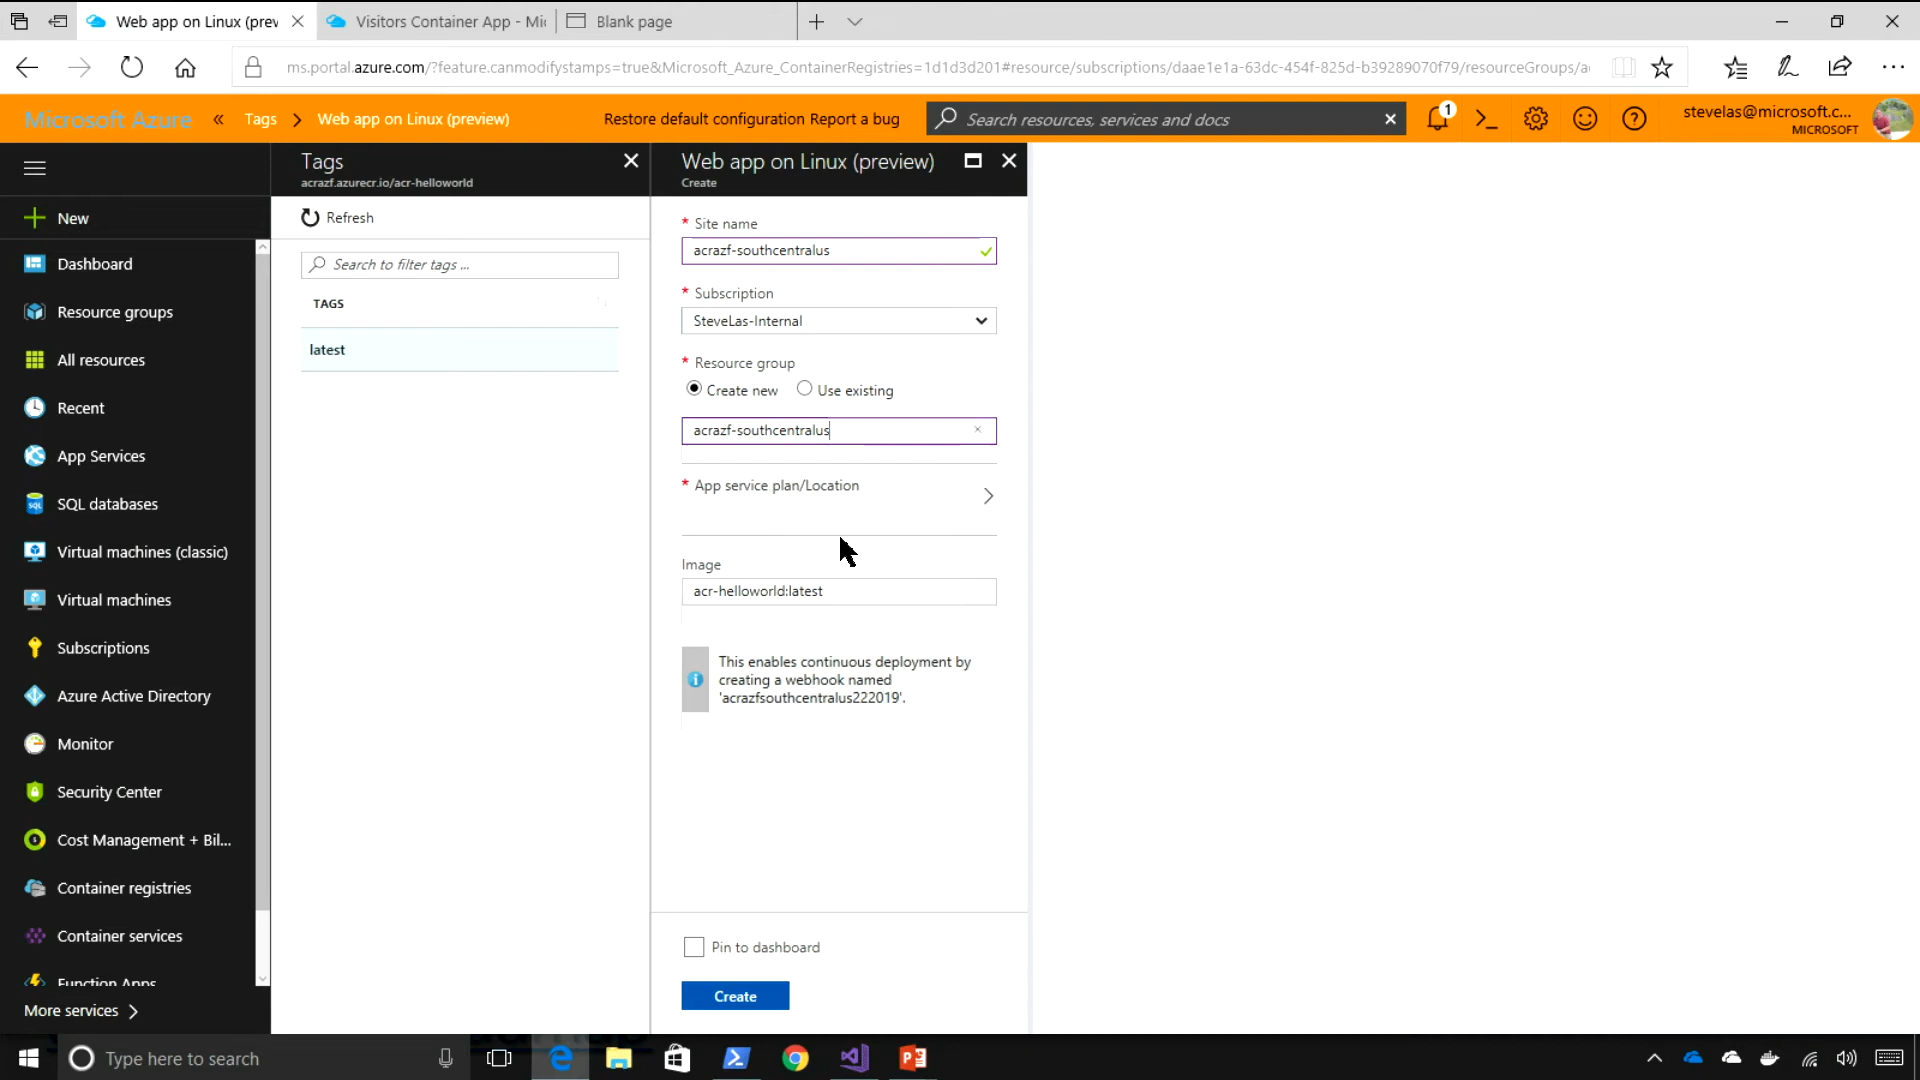 Web app on Linux (prev
Visitors Container App - Mi
Blank page
ms.portal.azure.com/?feature.canmodifystamps=true&Microsoft_Azure_ContainerRegistries=1d1d3d201#resource/subscriptions/daae1e1a-63dc-454f-825d-b39289070f79/resourceGroups/a
Microsoft Azure
Tags
Web app on Linux (preview)
Restore default configuration
Report a bug
Search resources, services and docs
1
stevelas@microsoft.c...
MICROSOFT
New
Dashboard
Resource groups
All resources
Recent
App Services
SQL databases
Virtual machines (classic)
Virtual machines
Subscriptions
Azure Active Directory
Monitor
Security Center
Cost Management + Bil...
Container registries
Container services
Function Apps
More services
Tags
acrazf.azurecr.io/acr-helloworld
Refresh
Search to filter tags ...
TAGS
latest
Web app on Linux (preview)
Create
* Site name
acrazf-southcentralus
* Subscription
SteveLas-Internal
* Resource group
Create new Use existing
acrazf-southcentralus
* App service plan/Location
Image
acr-helloworld:latest
This enables continuous deployment by
creating a webhook named
'acrazfsouthcentralus222019'.
Pin to dashboard
Create
Type here to search